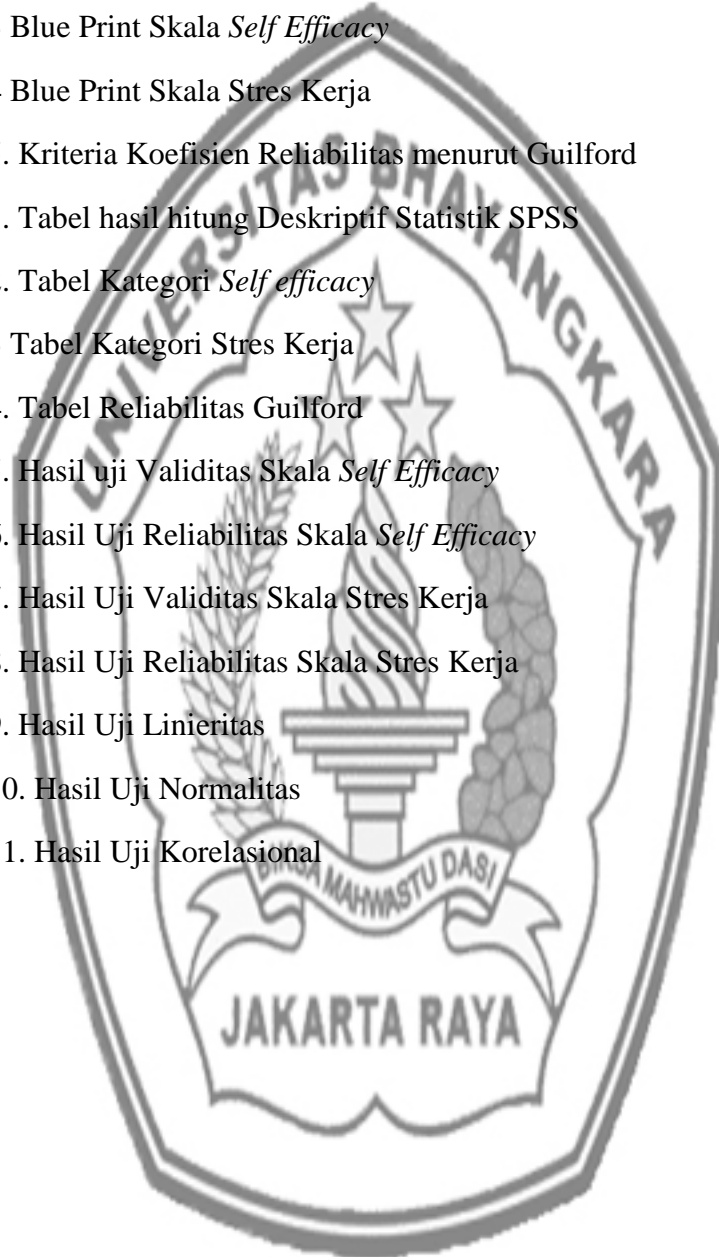 Blue Print Skala Self Efficacy
Blue Print Skala Stres Kerja
. Kriteria Koefisien Reliabilitas menurut Guilford
. Tabel hasil hitung Deskriptif Statistik SPSS
. Tabel Kategori Self efficacy
Tabel Kategori Stres Kerja
. Tabel Reliabilitas Guilford
. Hasil uji Validitas Skala Self Efficacy
. Hasil Uji Reliabilitas Skala Self Efficacy
. Hasil Uji Validitas Skala Stres Kerja
. Hasil Uji Reliabilitas Skala Stres Kerja
. Hasil Uji Linieritas
0. Hasil Uji Normalitas
1. Hasil Uji Korelasional
UNIVERSITAS BHAYANGKARA
BIKSA MAHWASTU DASI
JAKARTA RAYA